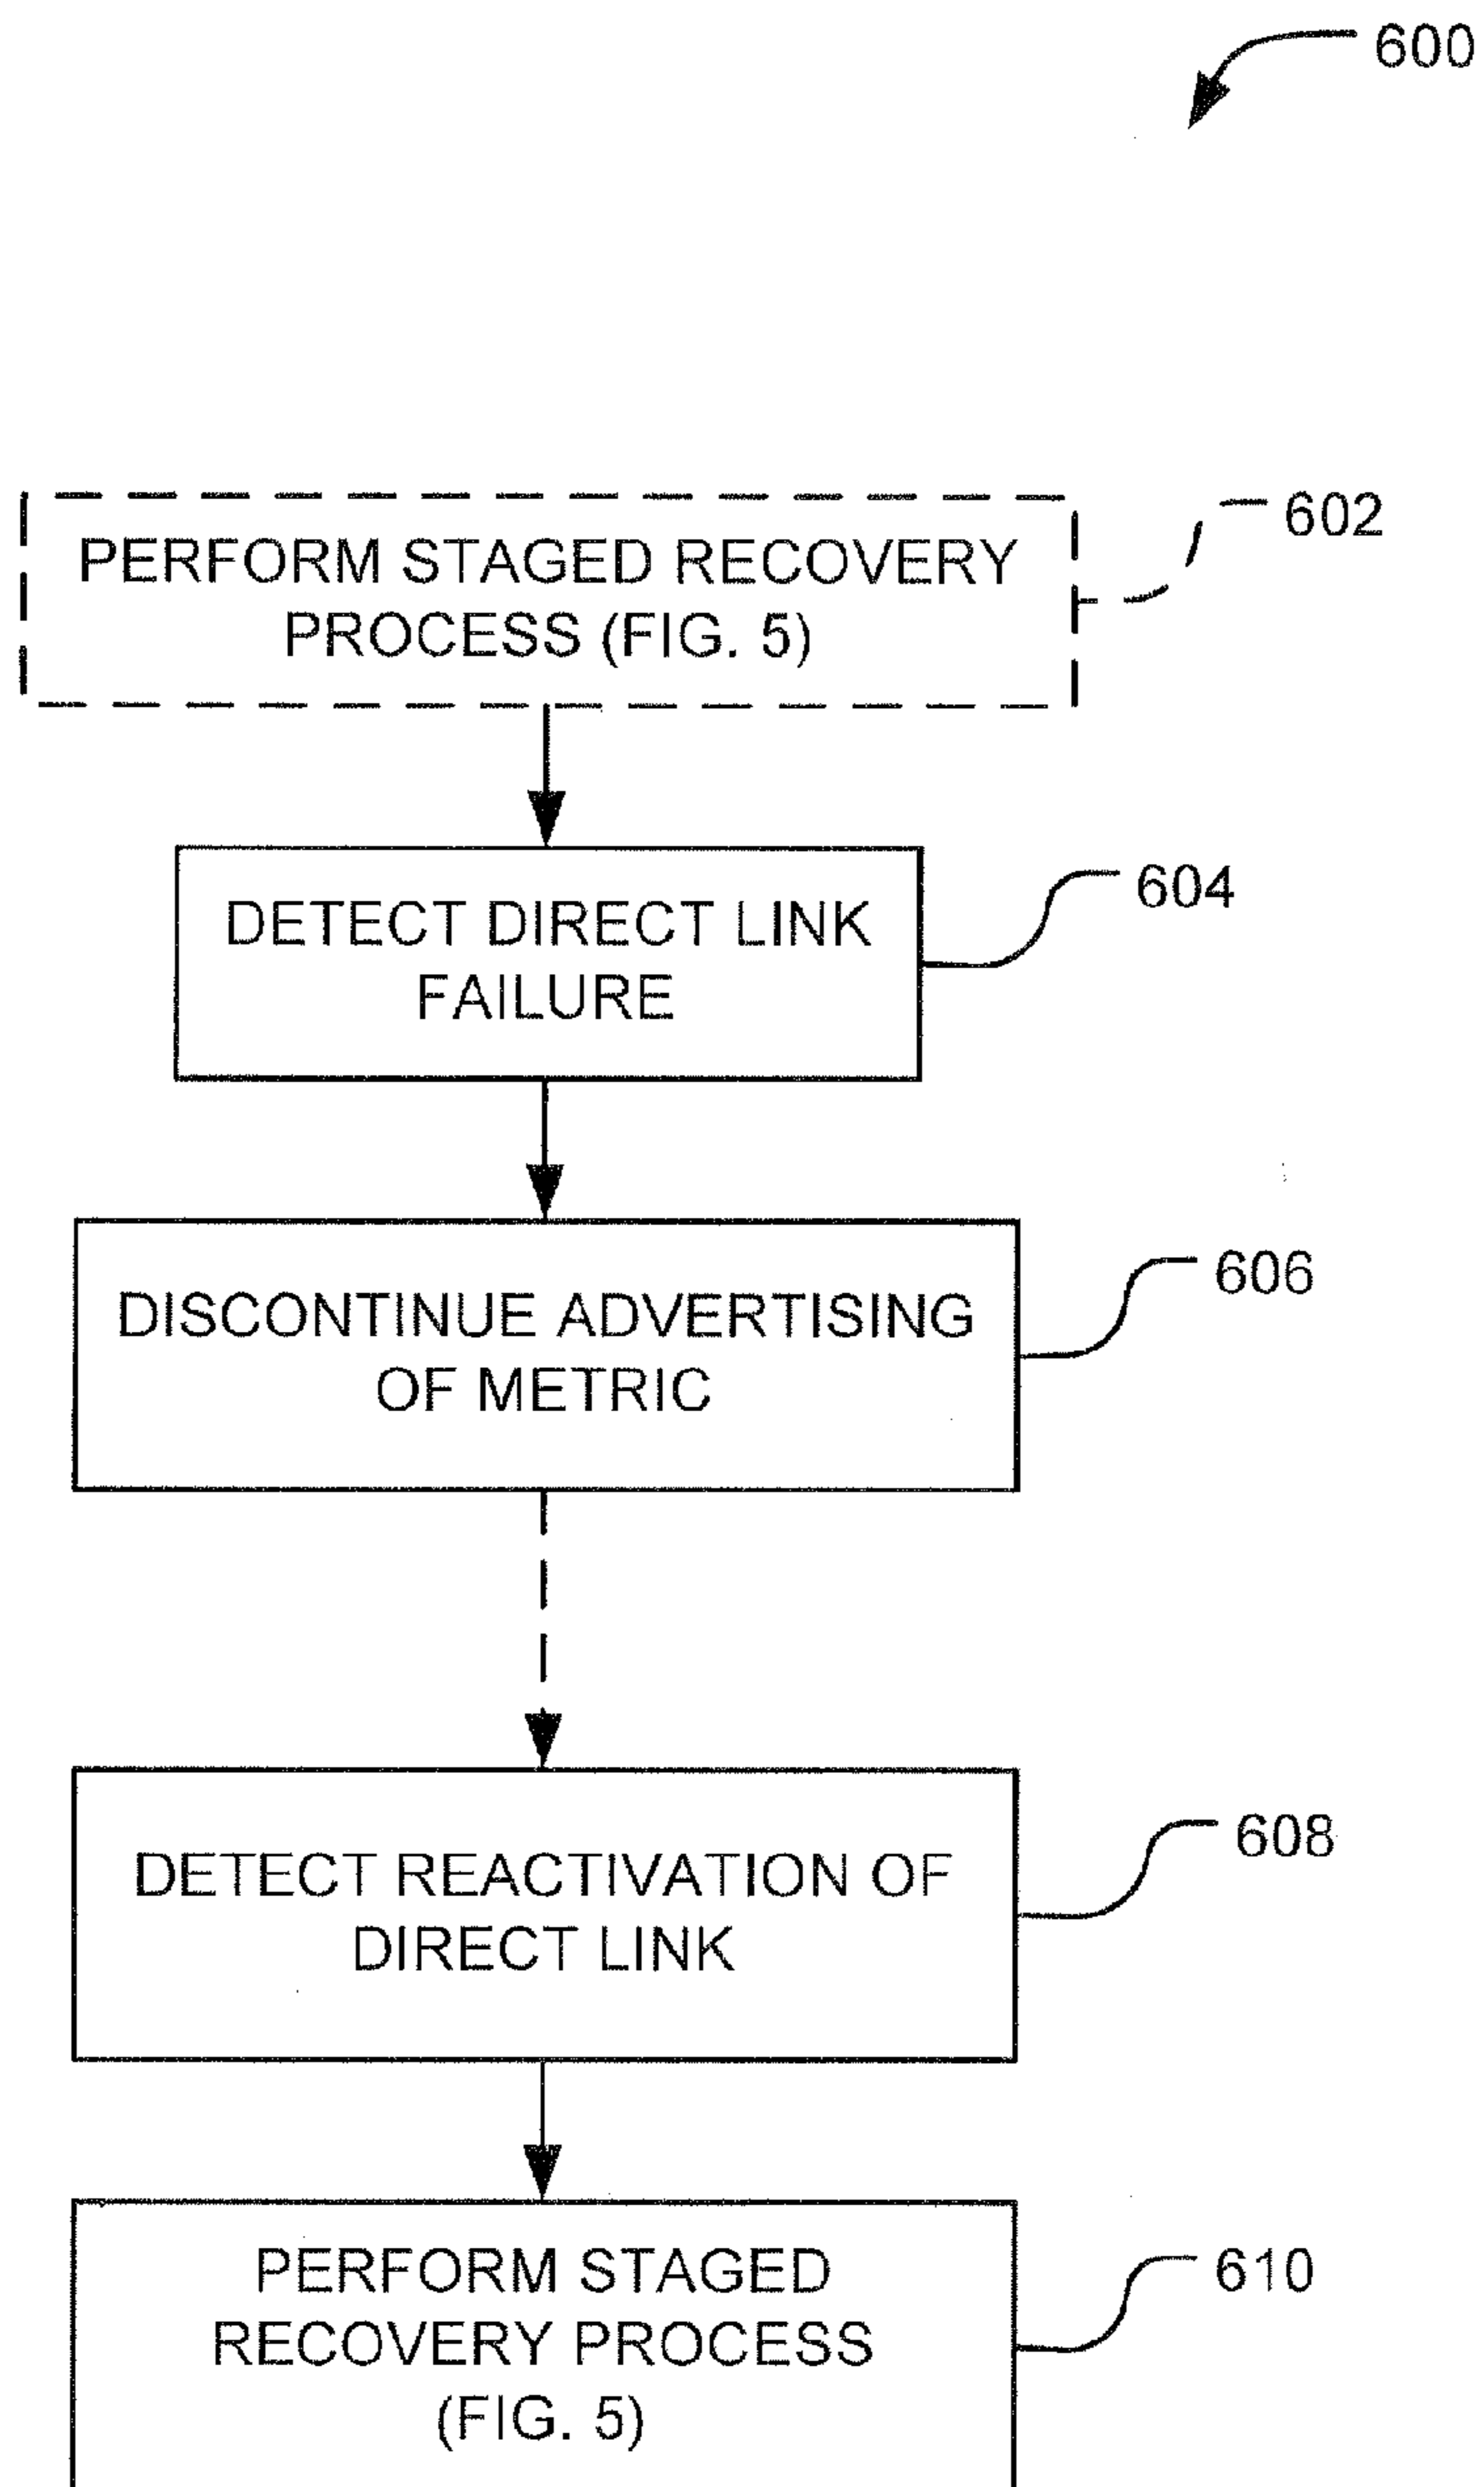 600
PERFORM STAGED RECOVERY
PROCESS (FIG. 5)
602
DETECT DIRECT LINK
FAILURE
604
DISCONTINUE ADVERTISING
OF METRIC
606
DETECT REACTIVATION OF
DIRECT LINK
608
PERFORM STAGED
RECOVERY PROCESS
(FIG. 5)
610